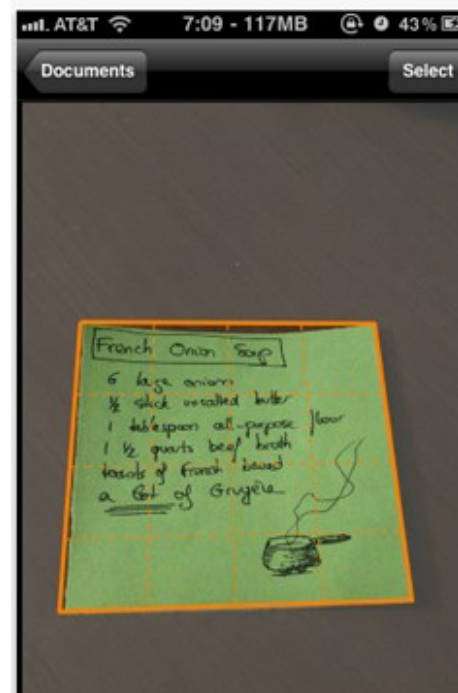 AT&T 7:09 - 117MB 43%
Documents Select
French Onion Soup
6 large onions
½ stick unsalted butter
1 tablespoon all-purpose flour
1 ½ quarts beef broth
toasts of French bread
a lot of Gruyère